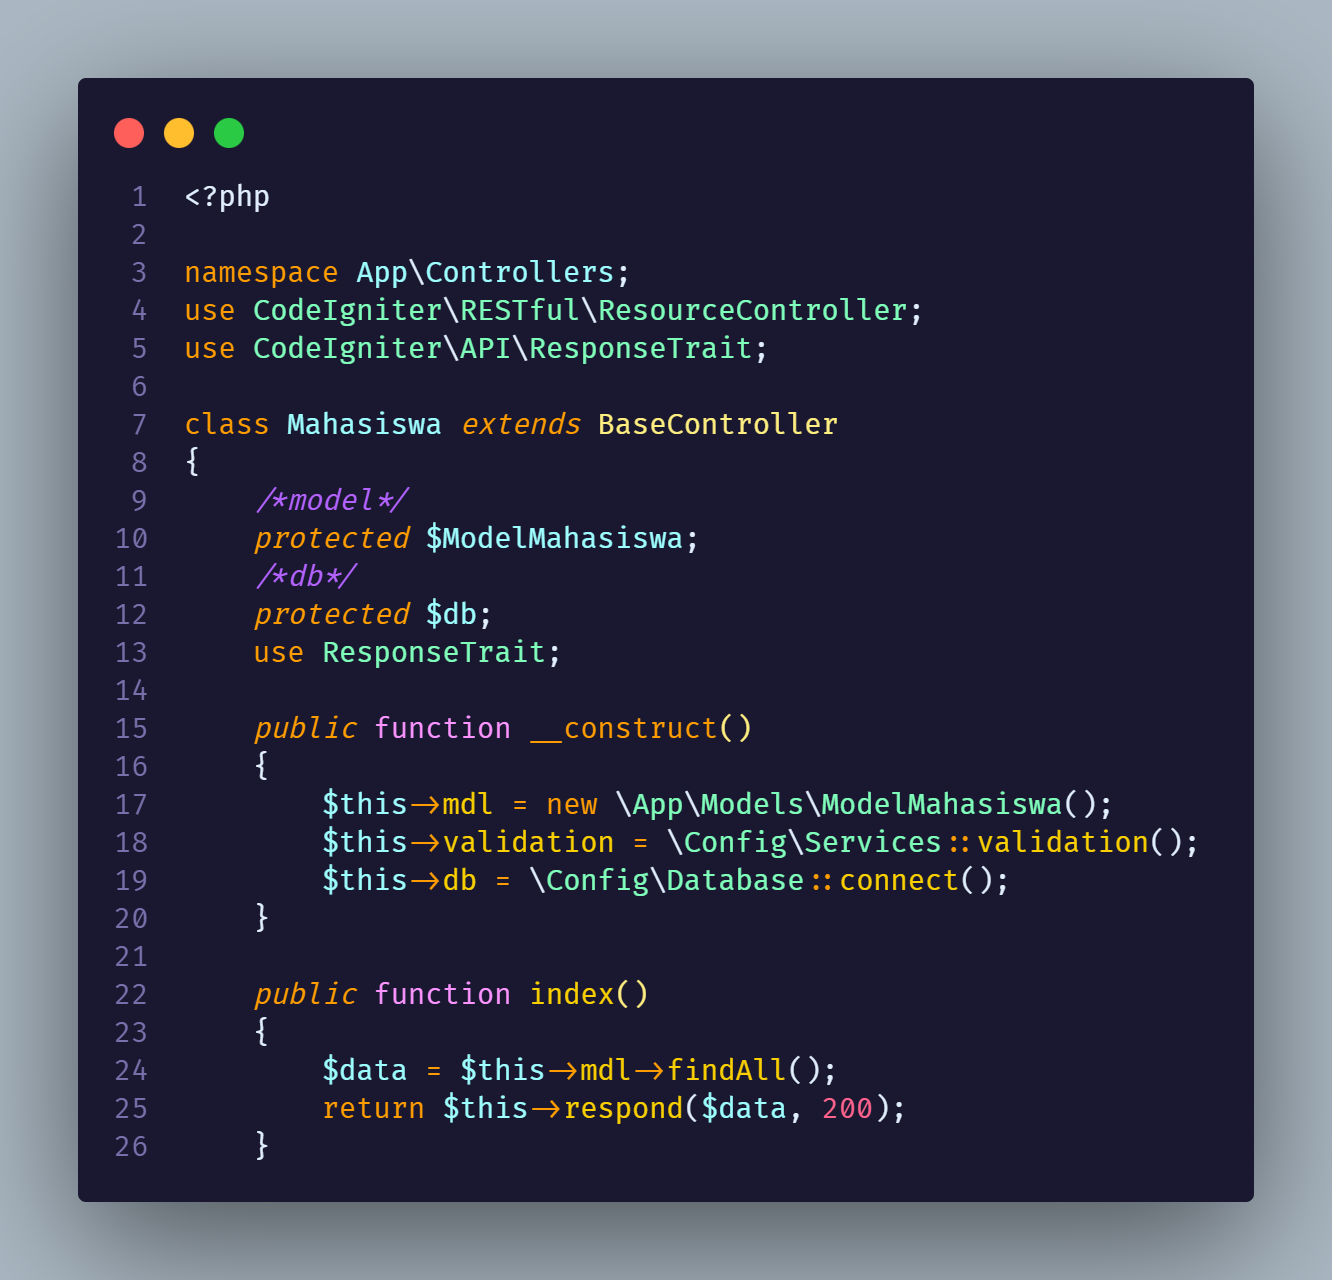 1 <?php
2
3 namespace App\Controllers;
4 use CodeIgniter\RESTful\ResourceController;
5 use CodeIgniter\API\ResponseTrait;
6
7 class Mahasiswa extends BaseController
8 {
9     /*model*/
10     protected $ModelMahasiswa;
11     /*db*/
12     protected $db;
13     use ResponseTrait;
14
15     public function __construct()
16     {
17         $this->mdl = new \App\Models\ModelMahasiswa();
18         $this->validation = \Config\Services::validation();
19         $this->db = \Config\Database::connect();
20     }
21
22     public function index()
23     {
24         $data = $this->mdl->findAll();
25         return $this->respond($data, 200);
26     }